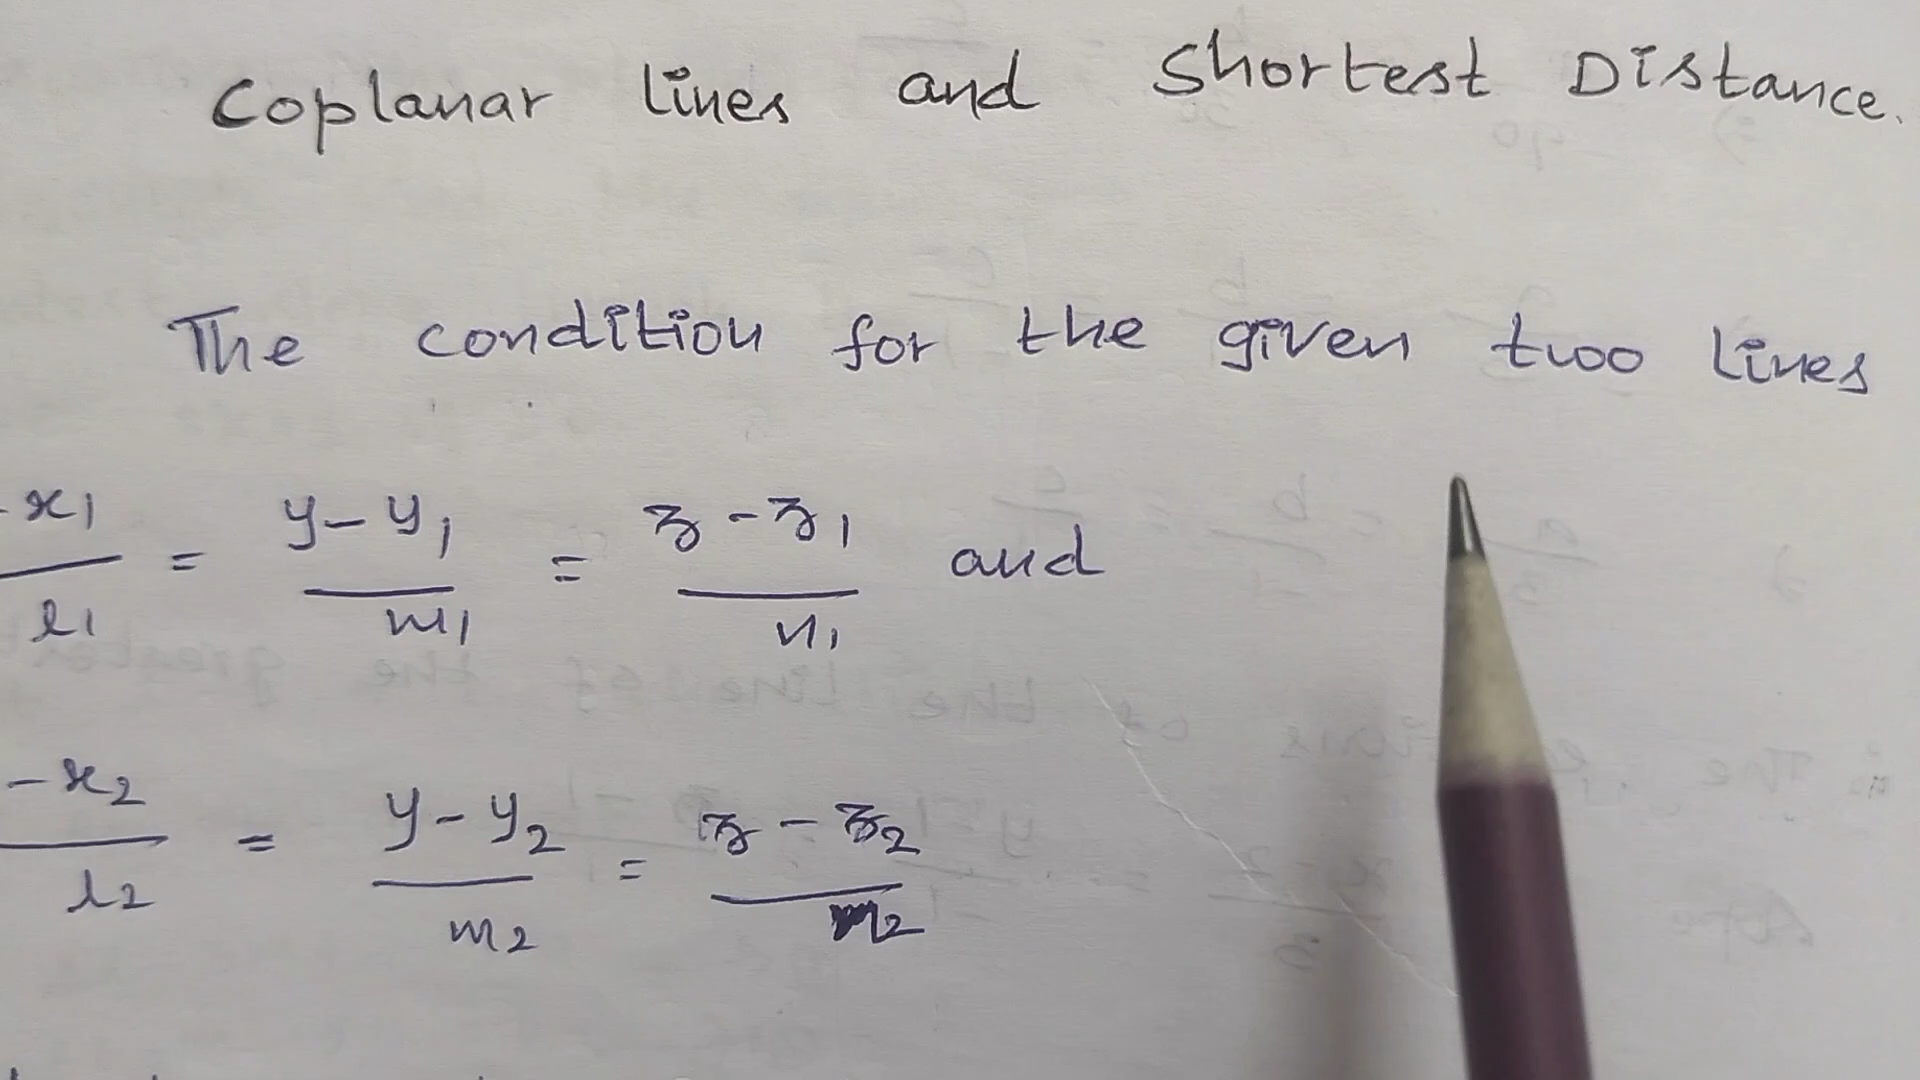 Coplanar lines and Shortest Distance.
The condition for the given two lines
-x1/l1 = y-y1/m1 = z-z1/n1 and
-x2/l2 = y-y2/m2 = z-z2/n2